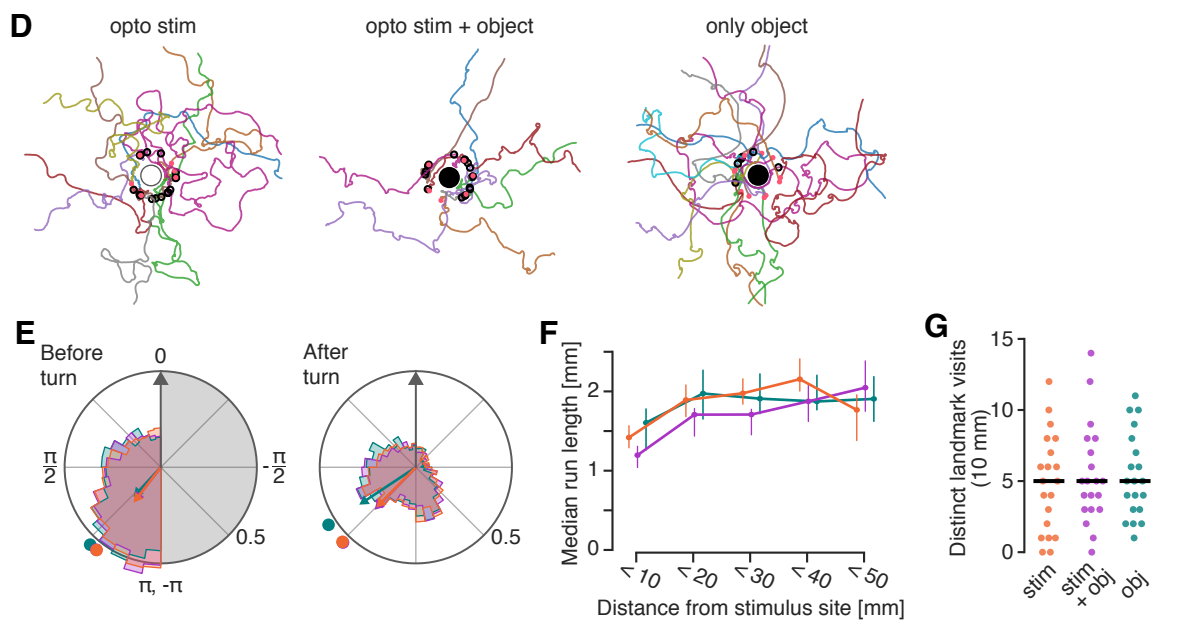 D
opto stim
opto stim + object
only object
E
Before
turn
0
π
2
-π
2
0.5
π, -π
After
turn
0.5
F
Median run length [mm]
2
1
0
< 10
< 20
< 30
< 40
< 50
Distance from stimulus site [mm]
G
Distinct landmark visits
(10 mm)
15
10
5
0
stim
stim
+ obj
obj